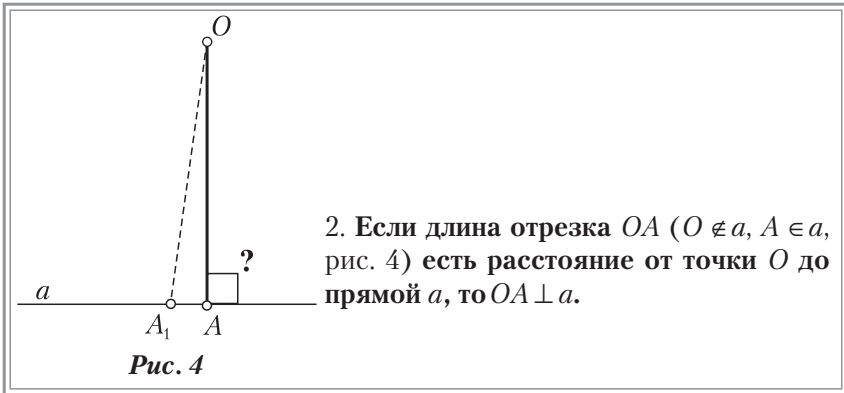 O
?
a
A₁
A
Рис. 4
2. Если длина отрезка OA (O ∉ a, A ∈ a,
рис. 4) есть расстояние от точки O до
прямой a, то OA ⊥ a.